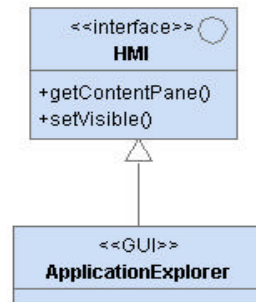 <<interface>>
HMI
+getContentPane()
+setVisible()
<<GUI>>
ApplicationExplorer